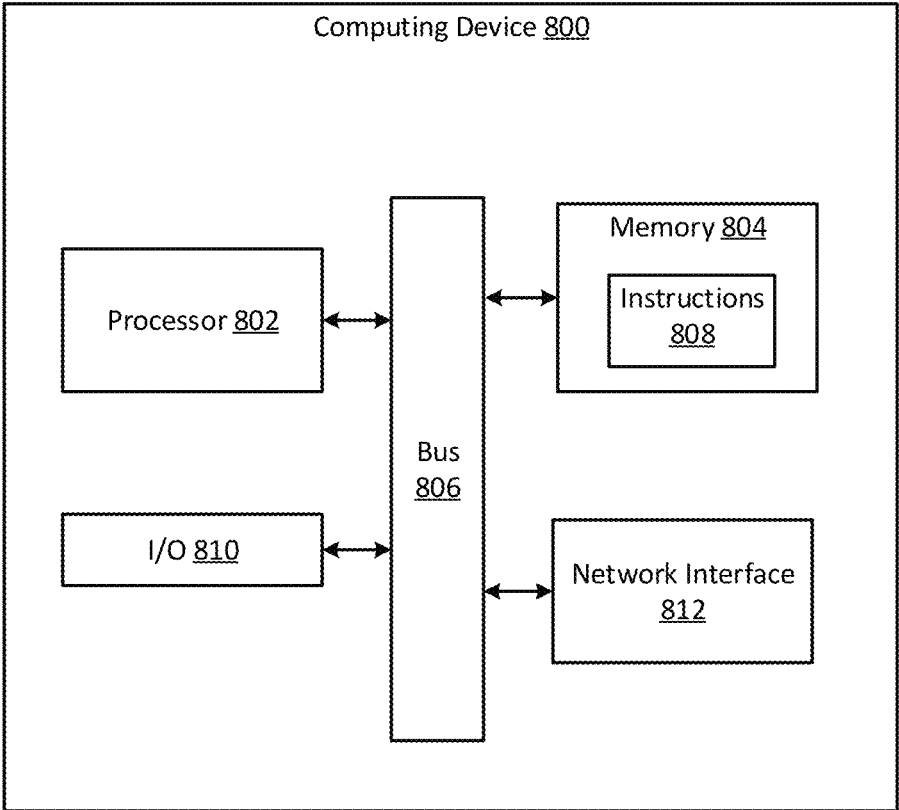 Computing Device 800
Processor 802
Memory 804
Instructions
808
Bus
806
I/O 810
Network Interface
812